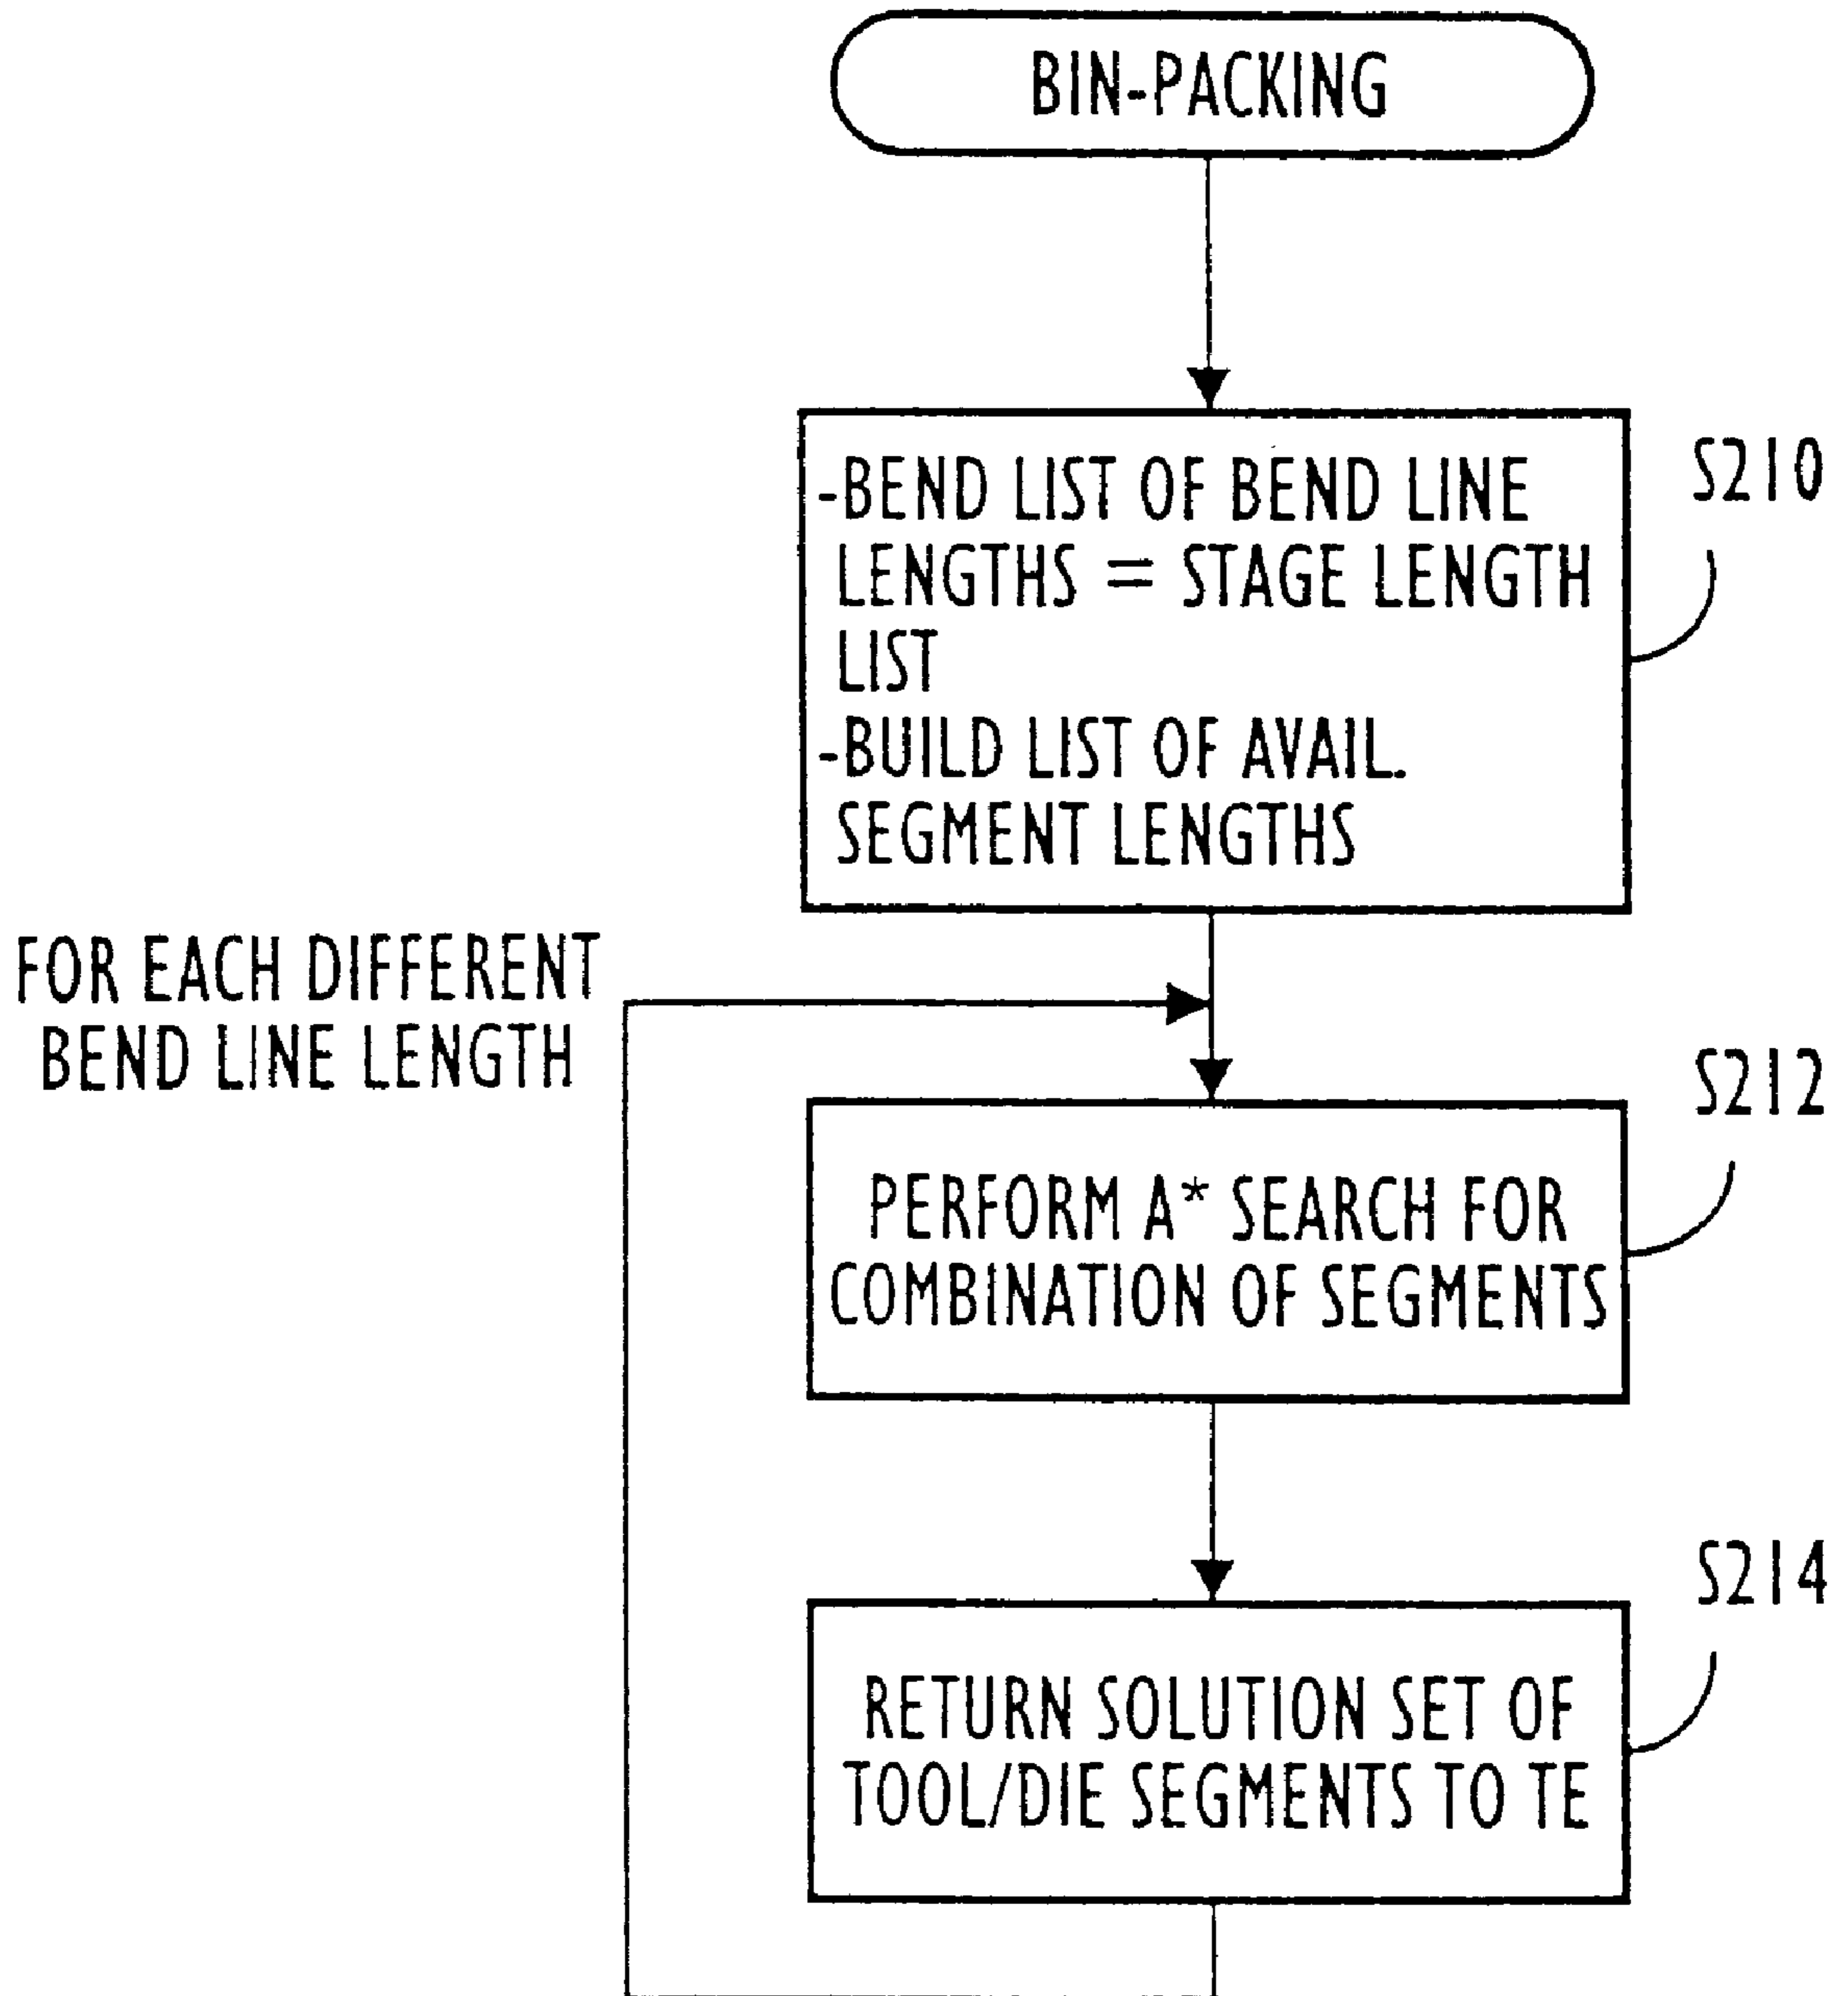 BIN-PACKING
-BEND LIST OF BEND LINE
LENGTHS = STAGE LENGTH
LIST
-BUILD LIST OF AVAIL.
SEGMENT LENGTHS
S210
FOR EACH DIFFERENT
BEND LINE LENGTH
S212
PERFORM A* SEARCH FOR
COMBINATION OF SEGMENTS
S214
RETURN SOLUTION SET OF
TOOL/DIE SEGMENTS TO TE